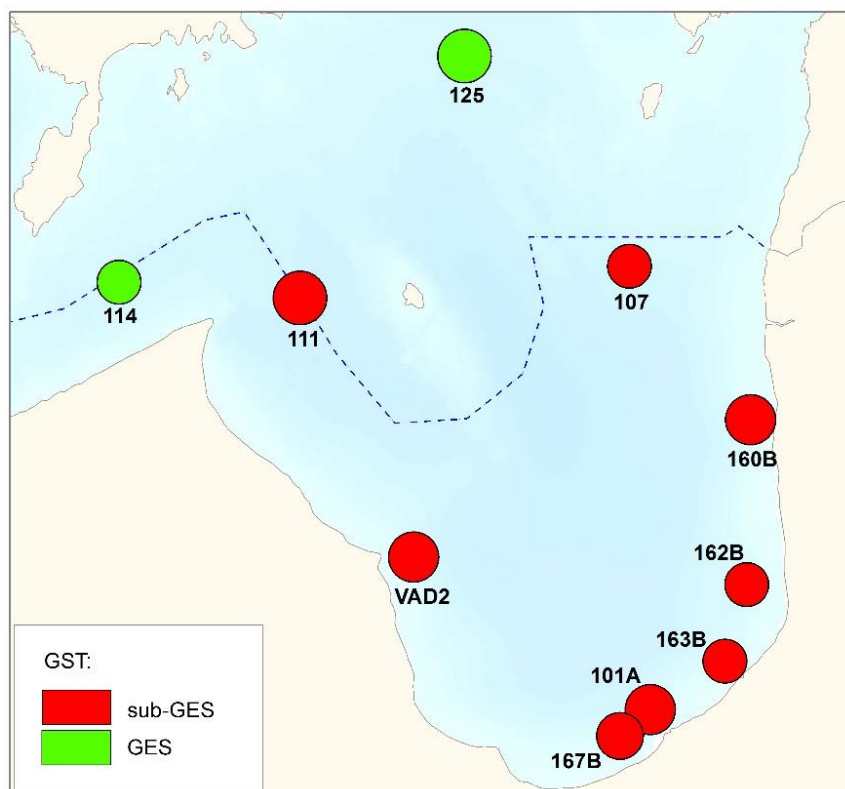 125
114
111
107
160B
VAD2
162B
163B
101A
167B
GST:
sub-GES
GES